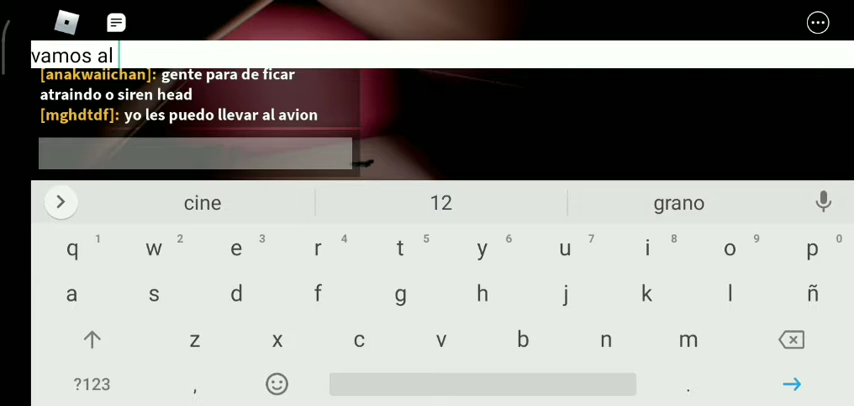 vamos al
[anakwaiichan]: gente para de ficar
atraindo o siren head
[mghdtdf]: yo les puedo llevar al avion
cine 12 grano
q 1 w 2 e 3 r 4 t 5 y 6 u 7 i 8 o 9 p 0
a s d f g h j k l ñ
z x c v b n m
?123 , .